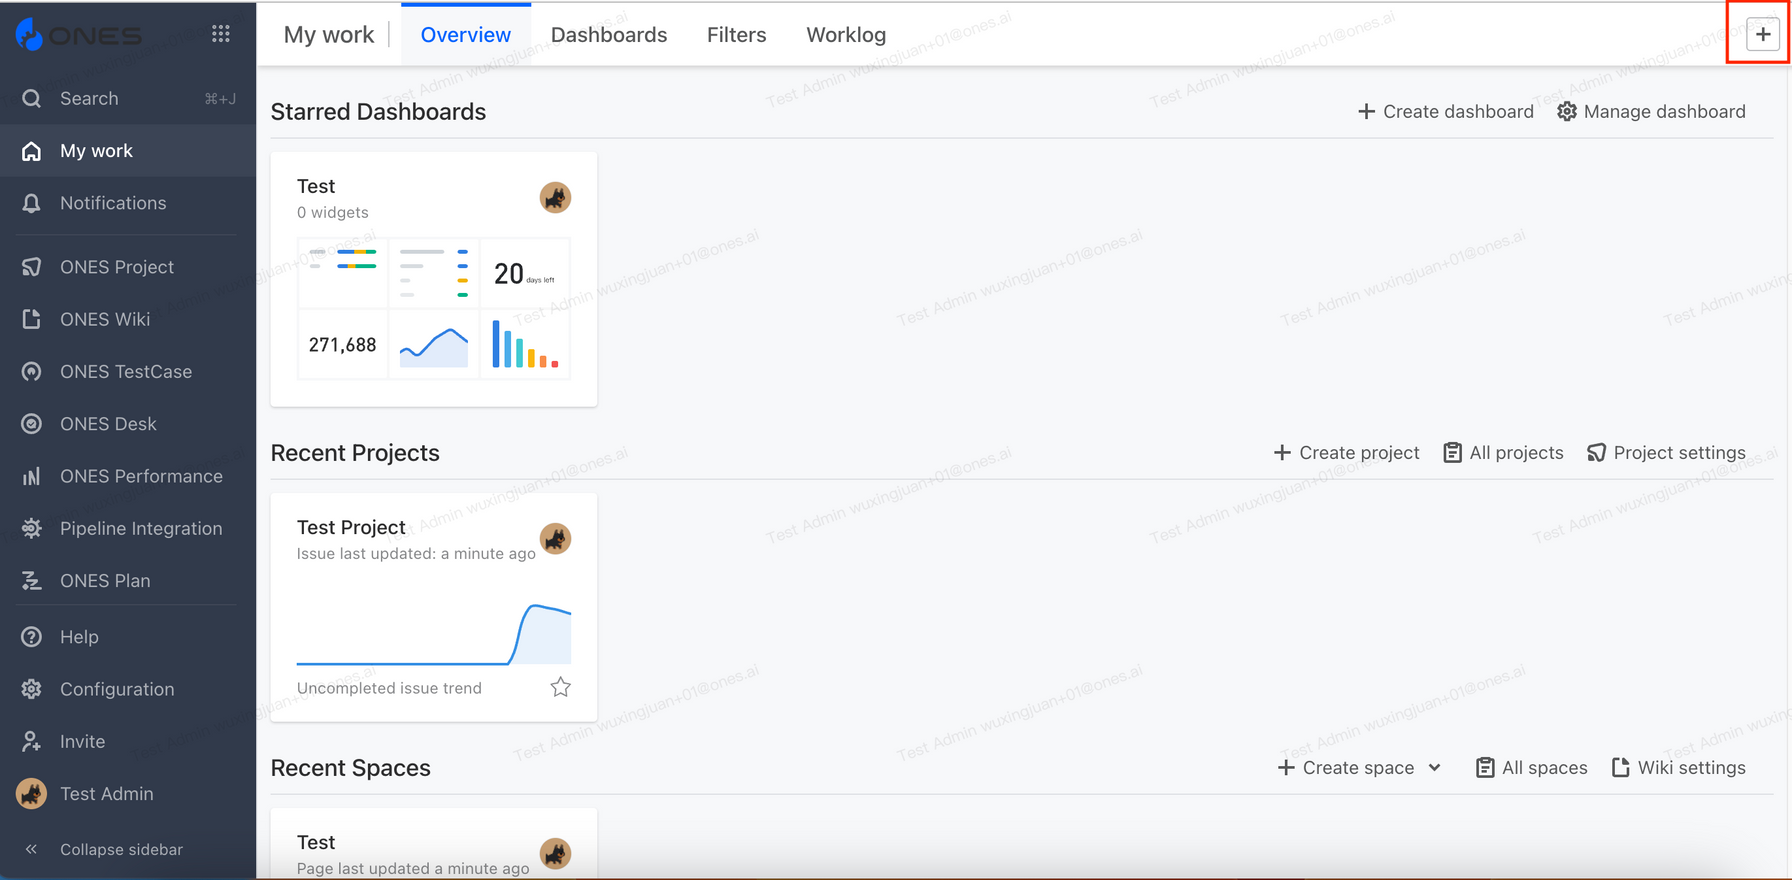 ONES
Search
⌘+J
My work
Notifications
ONES Project
ONES Wiki
ONES TestCase
ONES Desk
ONES Performance
Pipeline Integration
ONES Plan
Help
Configuration
Invite
Test Admin
Collapse sidebar
My work
Overview
Dashboards
Filters
Worklog
Starred Dashboards
Create dashboard
Manage dashboard
Test
0 widgets
20 days left
271,688
Recent Projects
Create project
All projects
Project settings
Test Project
Issue last updated: a minute ago
Uncompleted issue trend
Recent Spaces
Create space
All spaces
Wiki settings
Test
Page last updated a minute ago
Test Admin wuxingjuan+01@ones.ai